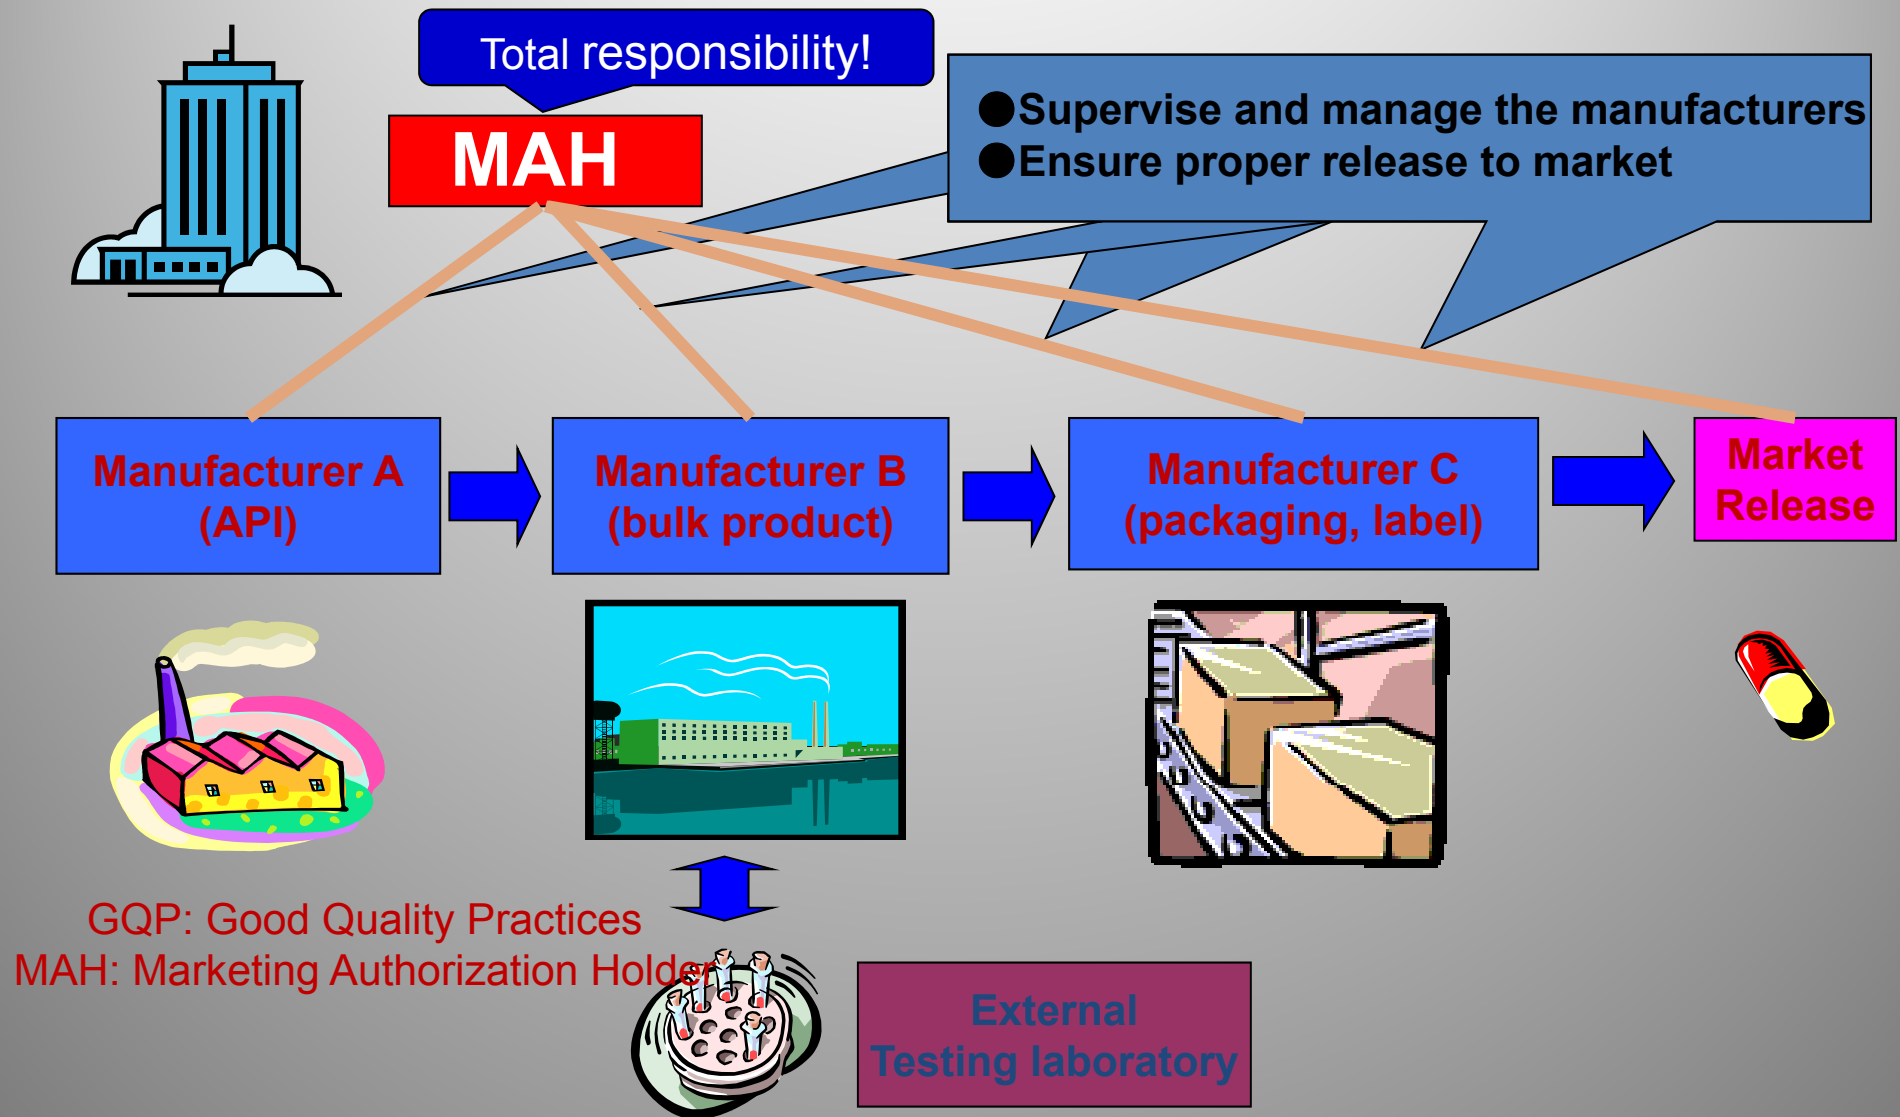 Total responsibility!
MAH
●Supervise and manage the manufacturers
●Ensure proper release to market
Manufacturer A
(API)
Manufacturer B
(bulk product)
Manufacturer C
(packaging, label)
Market
Release
GQP: Good Quality Practices
MAH: Marketing Authorization Holder
External
Testing laboratory